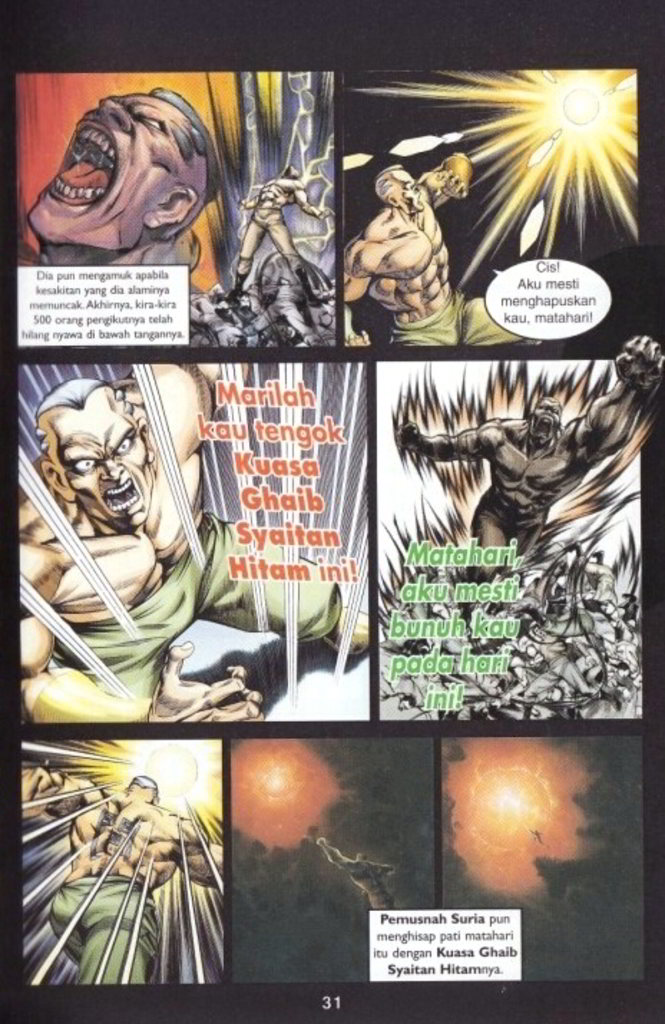 Dia pun mengamuk apabila
kesakitan yang dia alaminya
memuncak. Akhirnya, kira-kira
500 orang pengikutnya telah
hilang nyawa di bawah tangannya.
Cis!
Aku mesti
menghapuskan
kau, matahari!
Marilah
kau tengok
Kuasa
Ghaib
Syaitan
Hitam ini!
Matahari,
aku mesti
bunuh kau
pada hari
ini!
Pemusnah Suria pun
menghisap pati matahari
itu dengan Kuasa Ghaib
Syaitan Hitamnya.
31